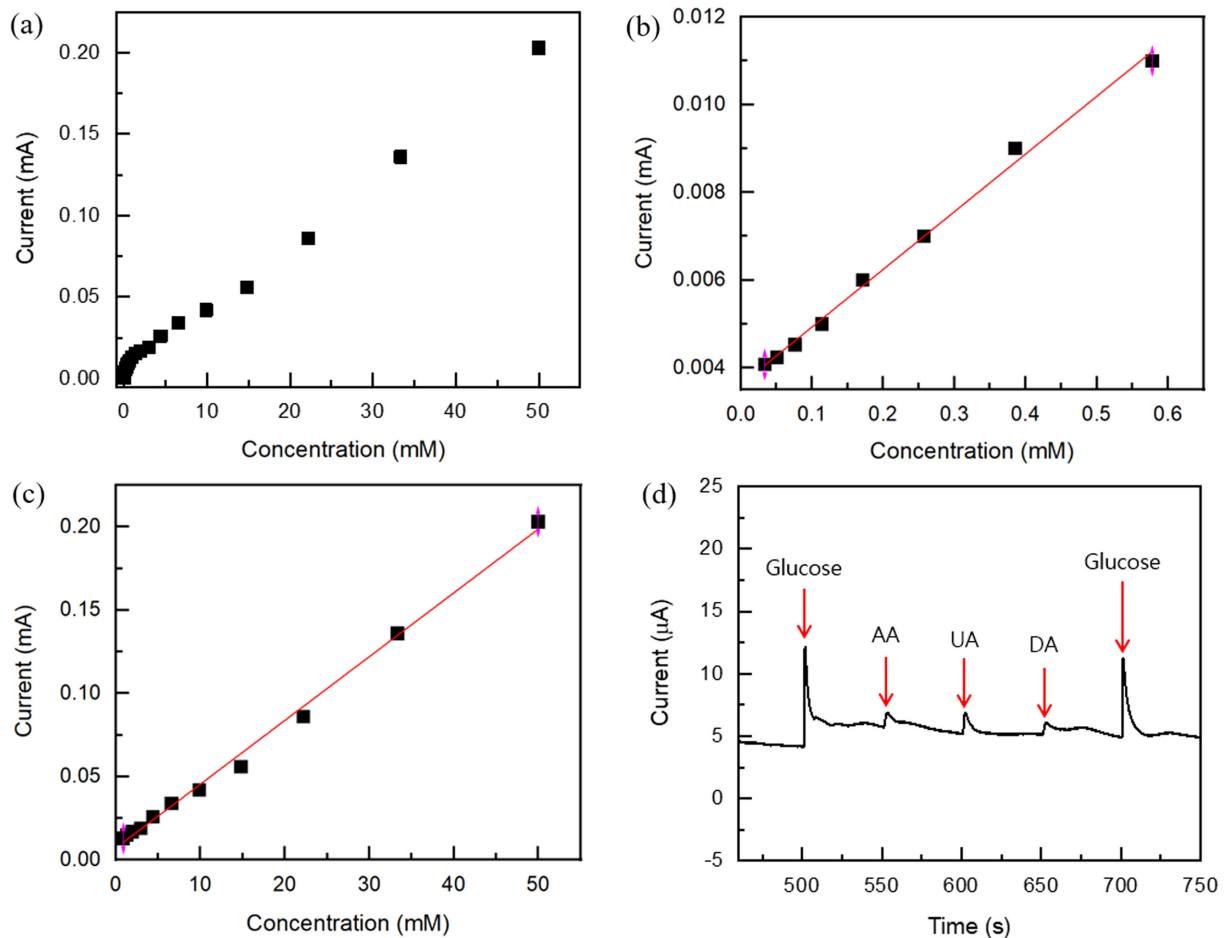 (a)
0.20
0.15
0.10
0.05
0.00
Current (mA)
0 10 20 30 40 50
Concentration (mM)
(b)
0.012
0.010
0.008
0.006
0.004
Current (mA)
0.0 0.1 0.2 0.3 0.4 0.5 0.6
Concentration (mM)
(c)
0.20
0.15
0.10
0.05
0.00
Current (mA)
0 10 20 30 40 50
Concentration (mM)
(d)
25
20
15
10
5
0
-5
Current (μA)
Glucose
AA
UA
DA
Glucose
500 550 600 650 700 750
Time (s)